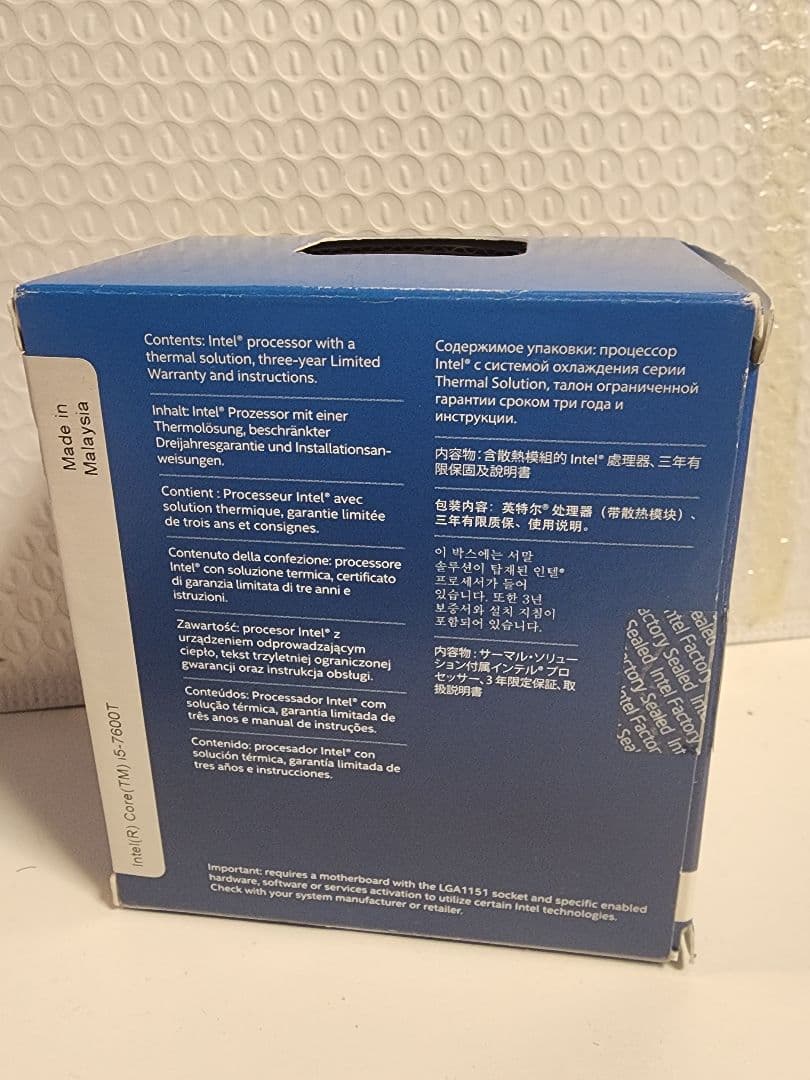 Made in
Malaysia
Intel(R) Core(TM) i5-7600T
Contents: Intel® processor with a
thermal solution, three-year Limited
Warranty and instructions.
Inhalt: Intel® Prozessor mit einer
Thermolösung, beschränkter
Dreijahresgarantie und Installationsan-
weisungen.
Contient : Processeur Intel® avec
solution thermique, garantie limitée
de trois ans et consignes.
Contenuto della confezione: processore
Intel® con soluzione termica, certificato
di garanzia limitata di tre anni e
istruzioni.
Zawartość: procesor Intel® z
urządzeniem odprowadzającym
ciepło, tekst trzyletniej ograniczonej
gwarancji oraz instrukcja obsługi.
Conteúdos: Processador Intel® com
solução térmica, garantia limitada de
três anos e manual de instruções.
Contenido: procesador Intel® con
solución térmica, garantía limitada de
tres años e instrucciones.
Содержимое упаковки: процессор
Intel® с системой охлаждения серии
Thermal Solution, талон ограниченной
гарантии сроком три года и
инструкции.
內容物:含散熱模組的 Intel® 處理器、三年有
限保固及說明書
包装内容: 英特尔® 处理器（带散热模块）、
三年有限质保、使用说明。
이 박스에는 서말
솔루션이 탑재된 인텔®
프로세서가 들어
있습니다. 또한 3년
보증서와 설치 지침이
포함되어 있습니다.
内容物:サーマル・ソリュー
ション付属インテル® プロ
セッサー、3 年限定保証、取
扱説明書
Sealed
Intel Factory
Factory Sealed Inte
Sealed Intel Factory
Factory Sealed Int
Intel Factor
Seal
Important: requires a motherboard with the LGA1151 socket and specific enabled
hardware, software or services activation to utilize certain Intel technologies.
Check with your system manufacturer or retailer.